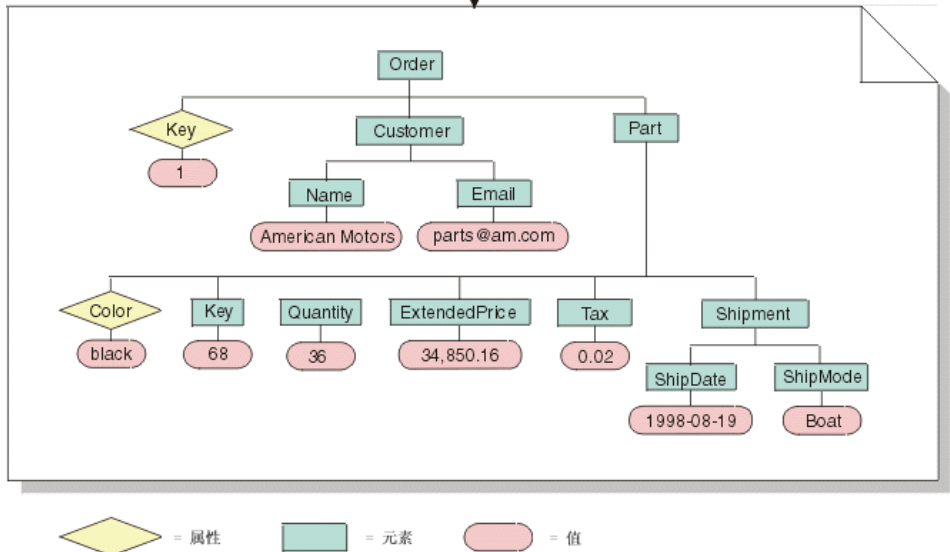 Order
Key
Customer
Part
1
Name
Email
American Motors
parts@am.com
Color
Key
Quantity
ExtendedPrice
Tax
Shipment
black
68
36
34,850.16
0.02
ShipDate
ShipMode
1998-08-19
Boat
= 属性
= 元素
= 值